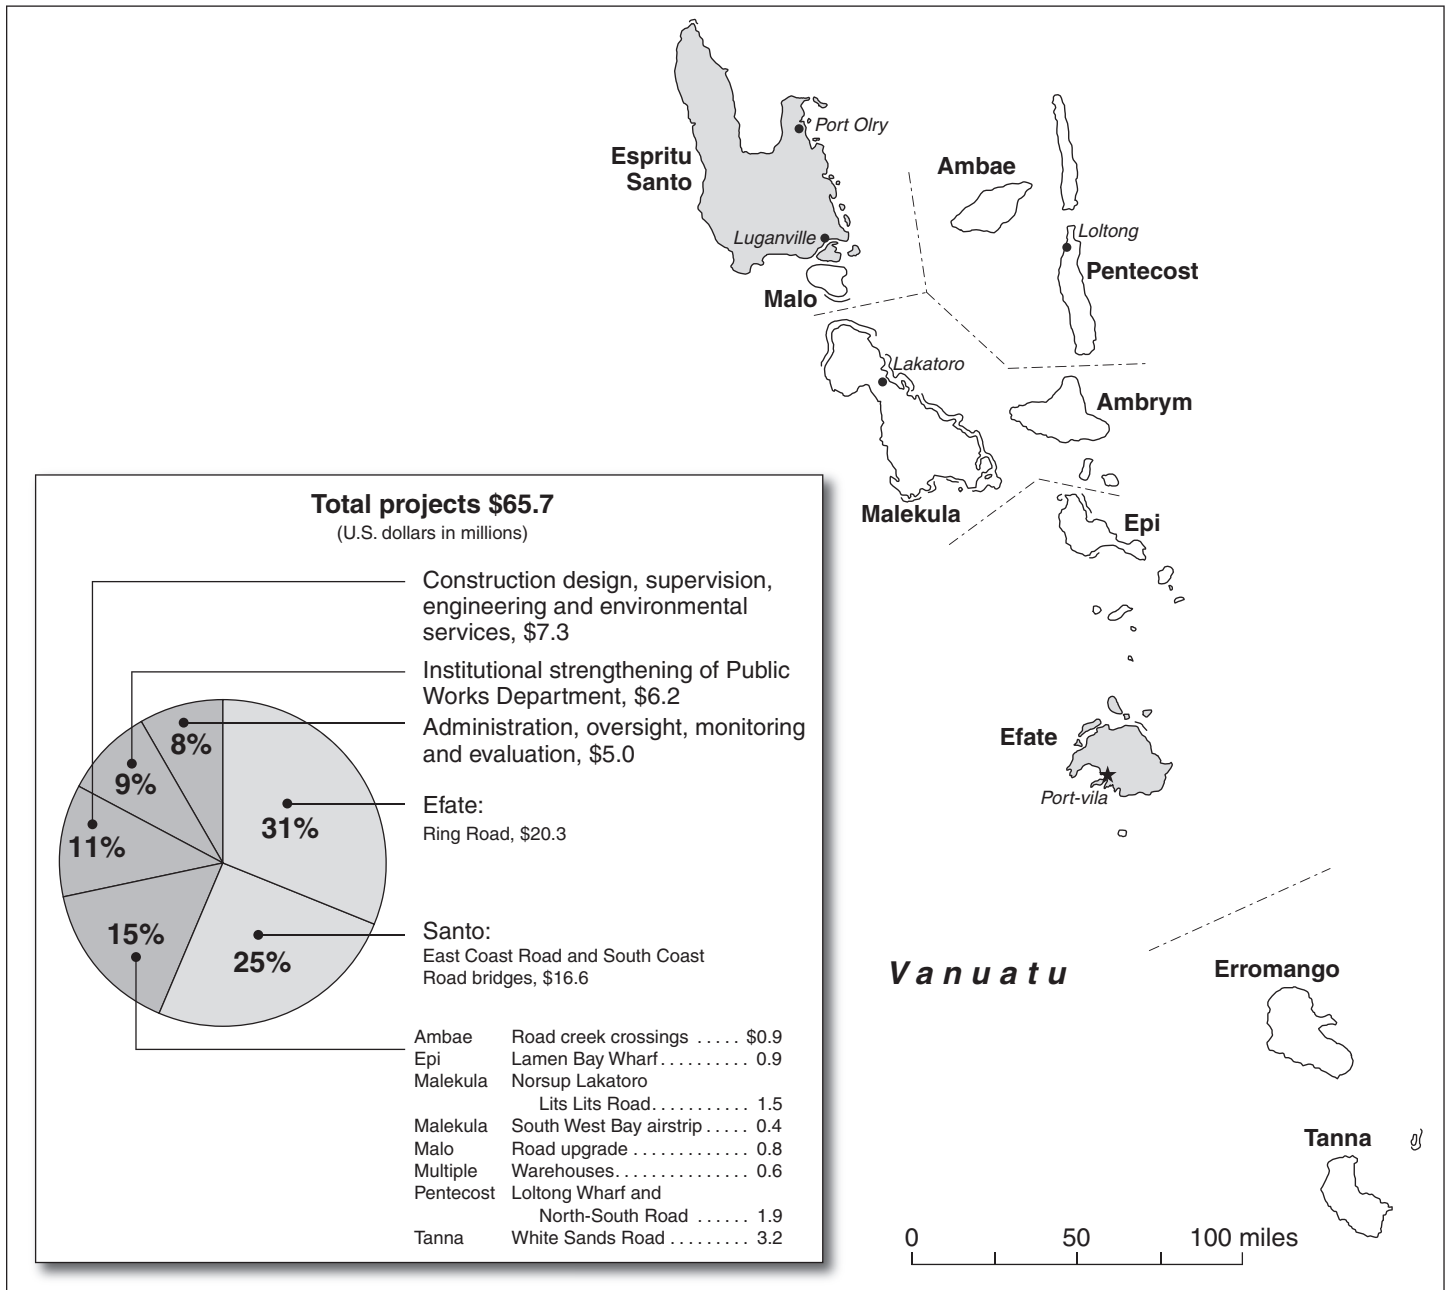 Port Olry
Espritu
Santo
Ambae
Luganville
Loltong
Pentecost
Malo
Lakatoro
Ambrym
Malekula
Epi
Efate
Port-vila
Vanuatu
Erromango
Tanna
0 50 100 miles
Total projects $65.7
(U.S. dollars in millions)
Construction design, supervision,
engineering and environmental
services, $7.3
Institutional strengthening of Public
Works Department, $6.2
Administration, oversight, monitoring
and evaluation, $5.0
8%
9%
11%
31%
15%
25%
Efate:
Ring Road, $20.3
Santo:
East Coast Road and South Coast
Road bridges, $16.6
Ambae Road creek crossings ..... $0.9
Epi Lamen Bay Wharf.......... 0.9
Malekula Norsup Lakatoro
Lits Lits Road........... 1.5
Malekula South West Bay airstrip ..... 0.4
Malo Road upgrade ............. 0.8
Multiple Warehouses............... 0.6
Pentecost Loltong Wharf and
North-South Road ...... 1.9
Tanna White Sands Road ......... 3.2